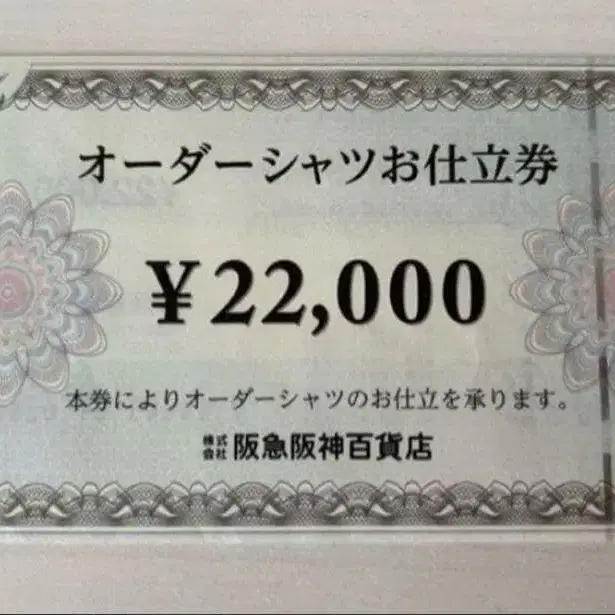 オーダーシャツお仕立券
¥22,000
本券によりオーダーシャツのお仕立を承ります。
株式会社 阪急阪神百貨店